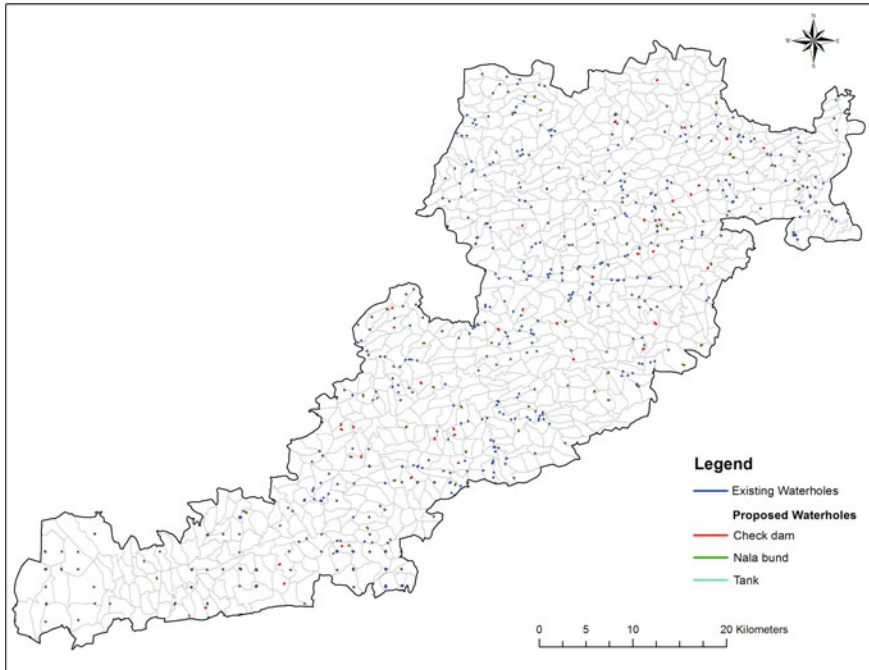 N
W E
S
Legend
Existing Waterholes
Proposed Waterholes
Check dam
Nala bund
Tank
0 5 10 20 Kilometers